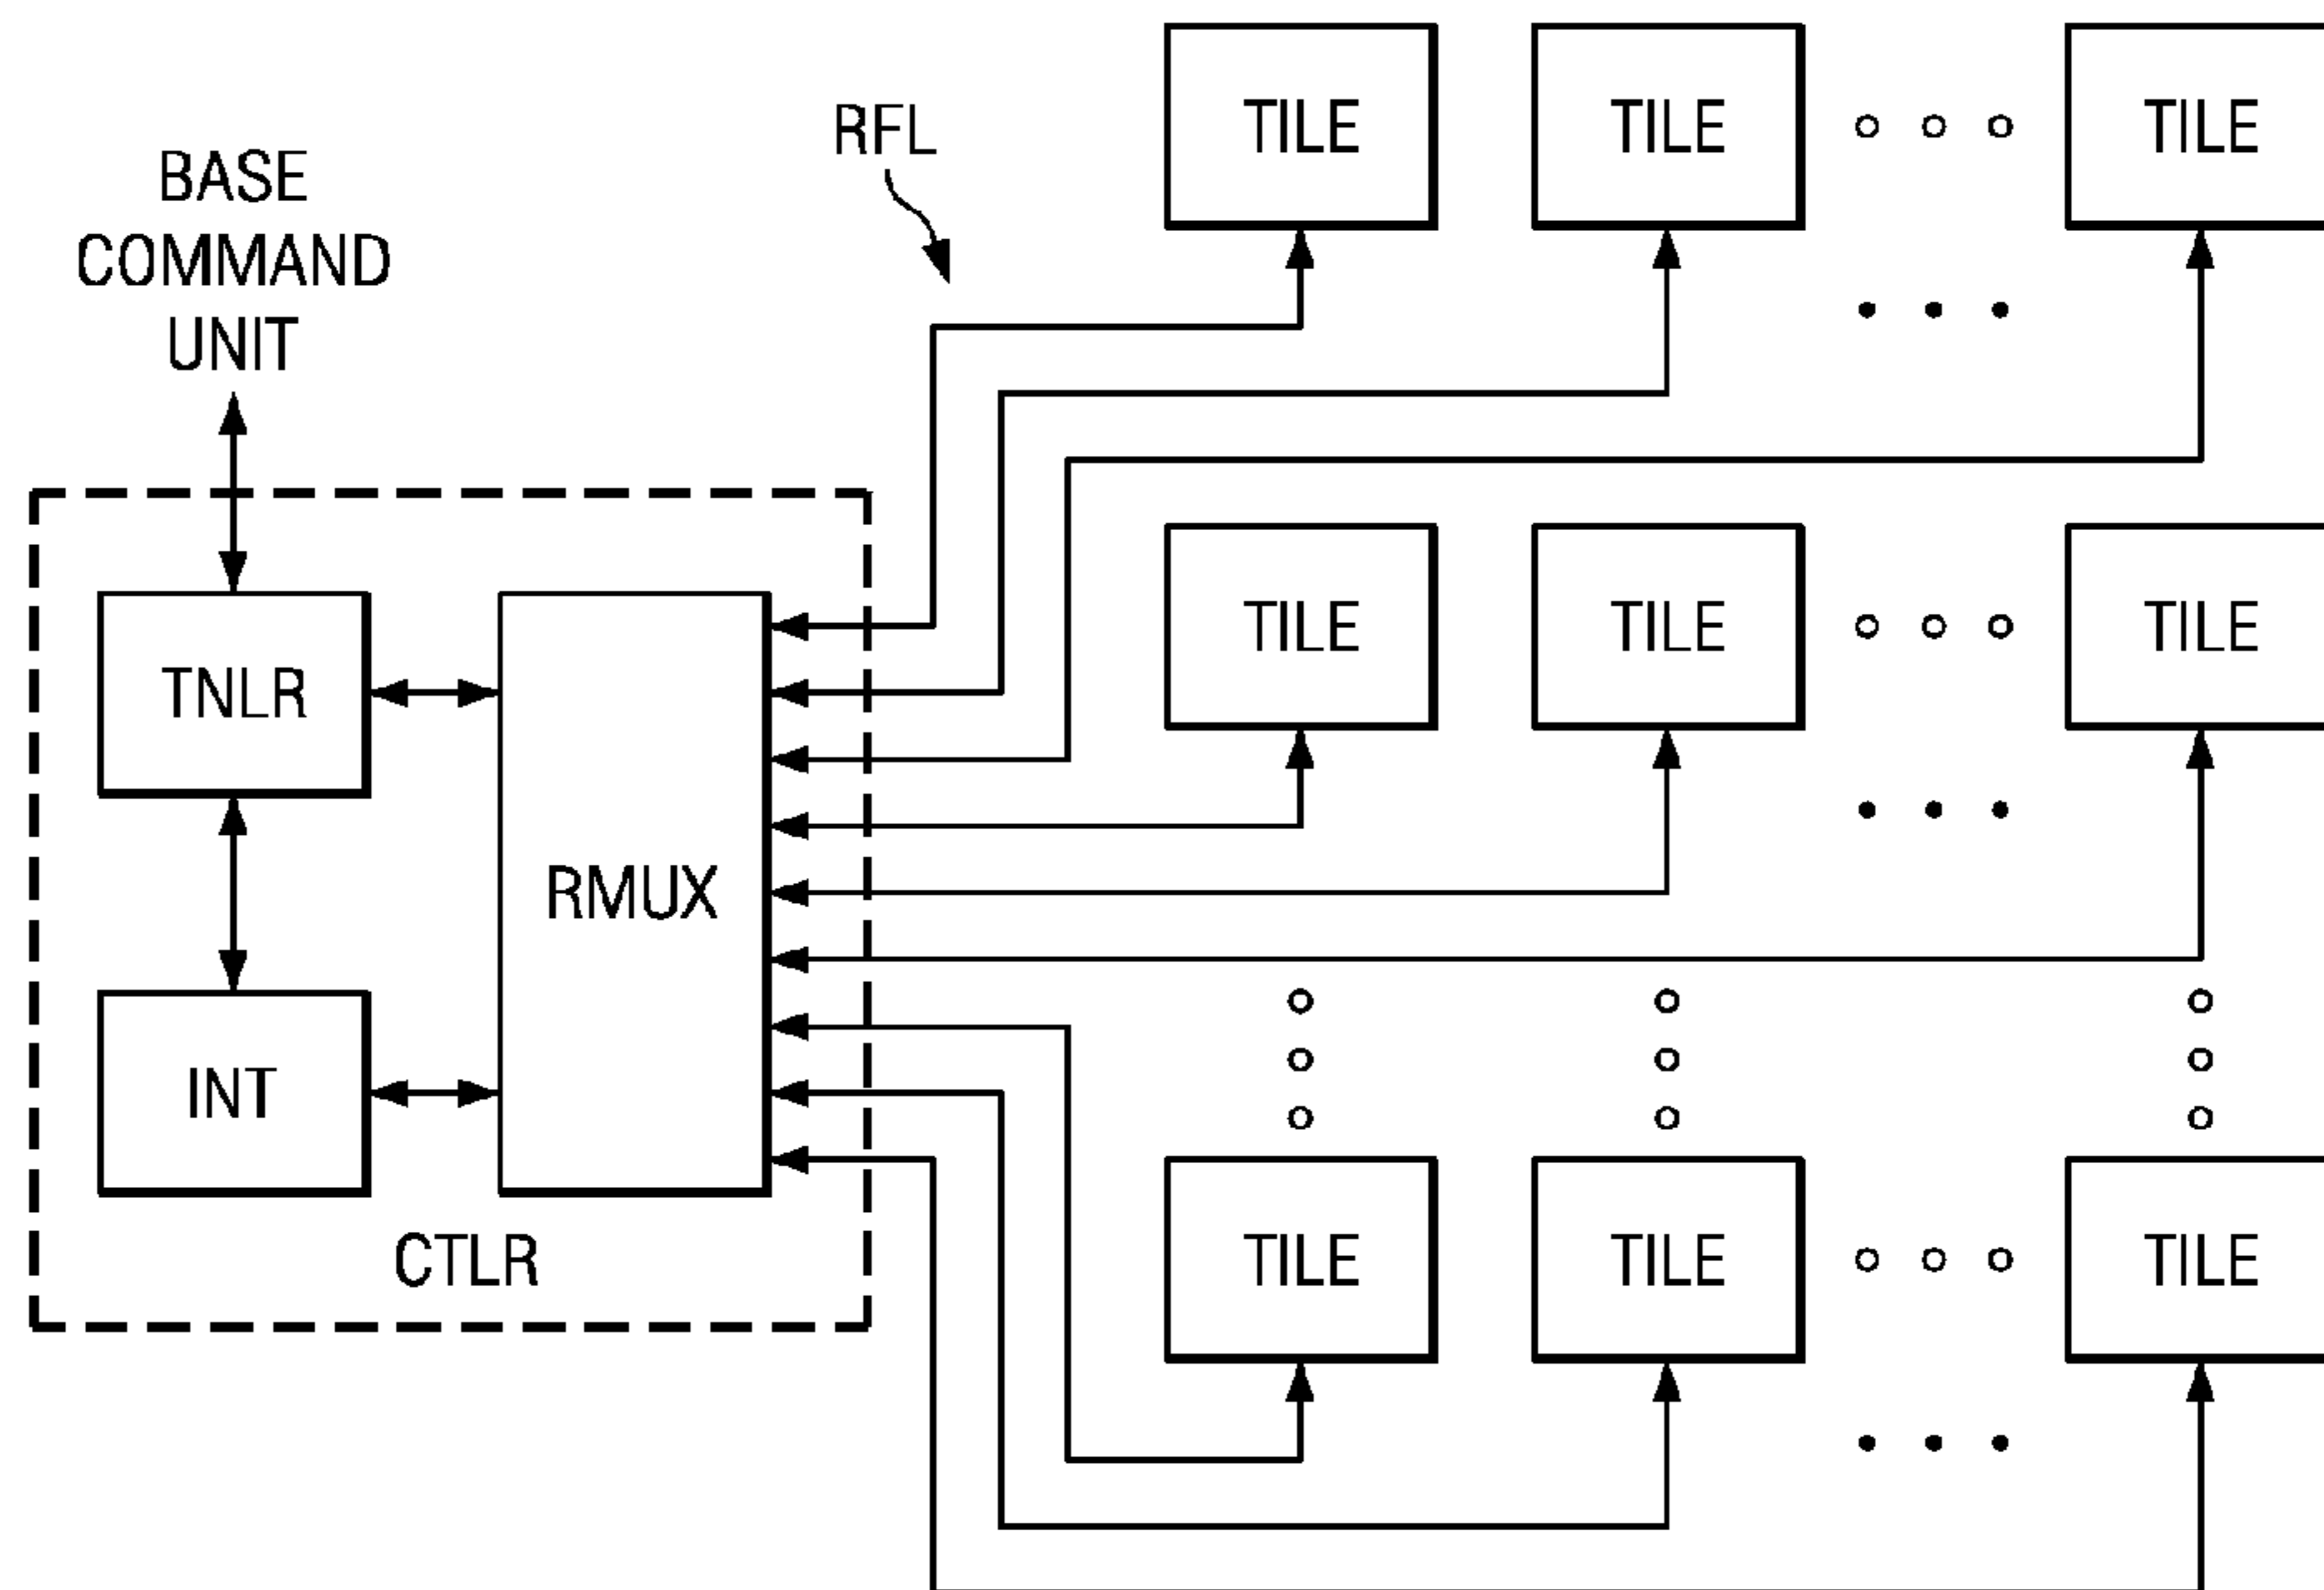 BASE
COMMAND
UNIT
RFL
TILE TILE TILE
TILE TILE TILE
TNLR
RMUX
INT
CTLR
TILE TILE TILE